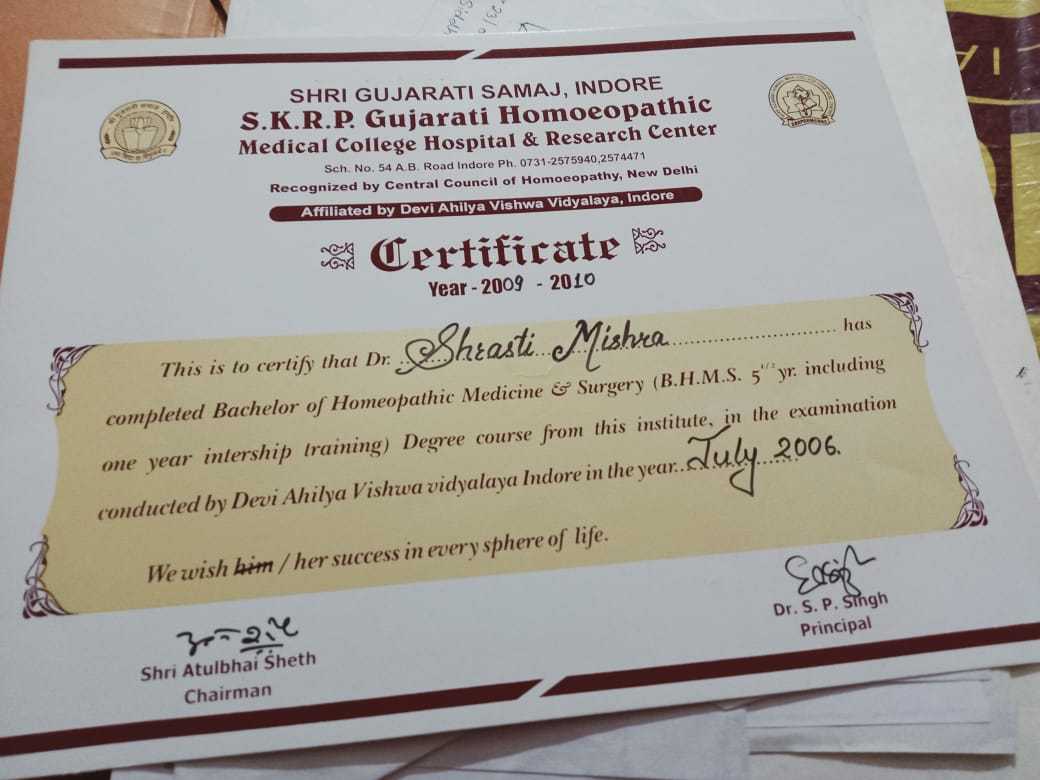 SHRI GUJARATI SAMAJ, INDORE
S.K.R.P. Gujarati Homoeopathic
Medical College Hospital & Research Center
Sch. No. 54 A.B. Road Indore Ph. 0731-2575940,2574471
Recognized by Central Council of Homoeopathy, New Delhi
Affiliated by Devi Ahilya Vishwa Vidyalaya, Indore
Certificate
Year - 2009 - 2010
This is to certify that Dr. Shrasti Mishra has
completed Bachelor of Homeopathic Medicine & Surgery (B.H.M.S. 5 1/2 yr. including
one year intership training) Degree course from this institute, in the examination
conducted by Devi Ahilya Vishwa vidyalaya Indore in the year July 2006.
We wish him / her success in every sphere of life.
Shri Atulbhai Sheth
Chairman
Dr. S. P. Singh
Principal